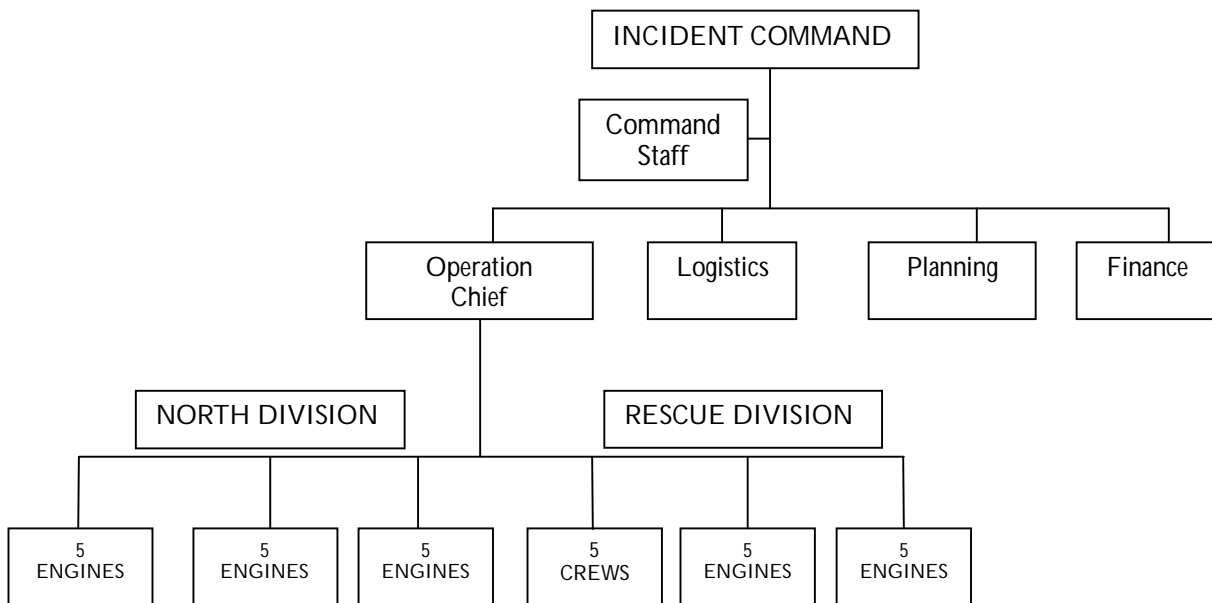 INCIDENT COMMAND
Command
Staff
Operation
Chief
Logistics
Planning
Finance
NORTH DIVISION
RESCUE DIVISION
5
ENGINES
5
ENGINES
5
ENGINES
5
CREWS
5
ENGINES
5
ENGINES